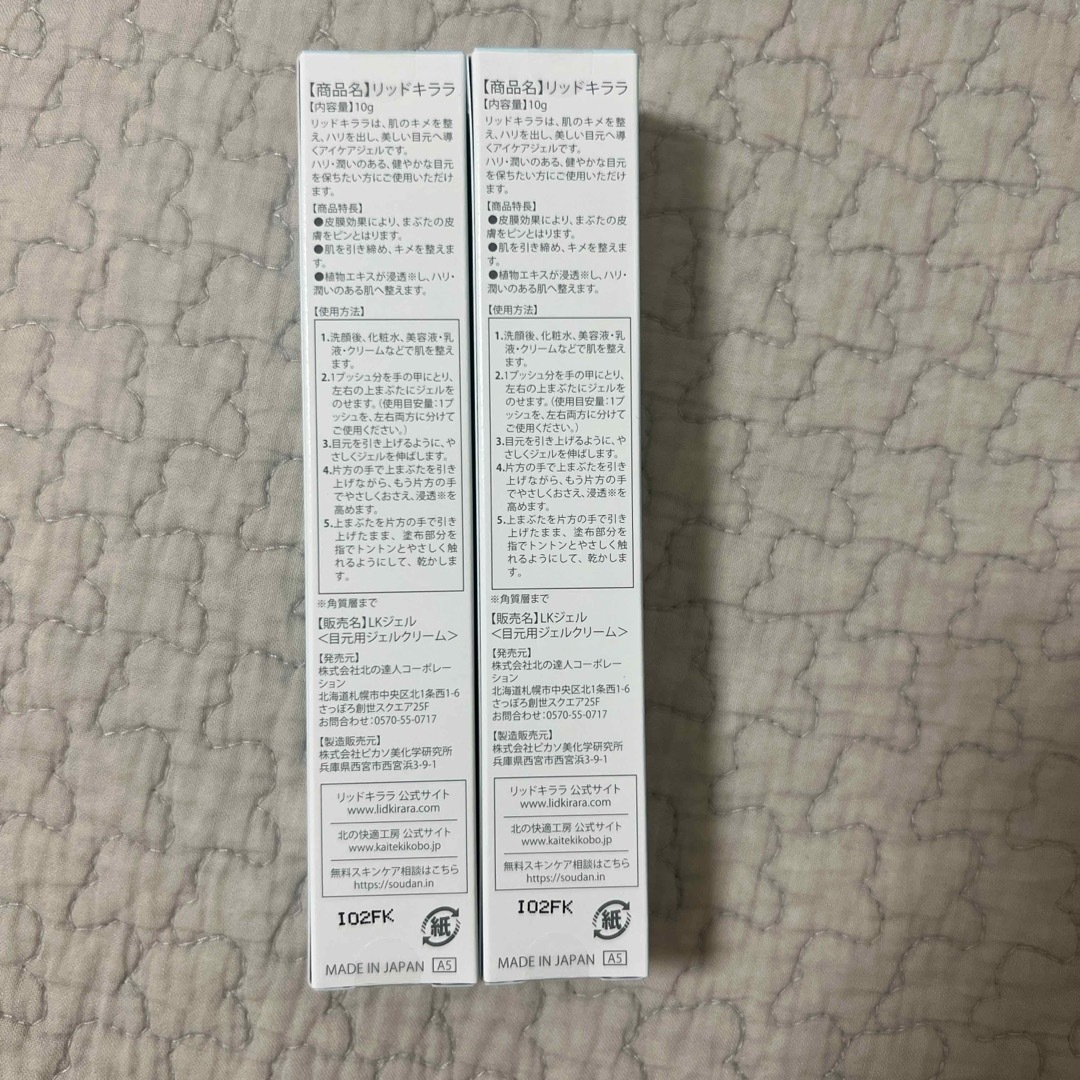 【商品名】リッドキララ
【内容量】10g
リッドキララは、肌のキメを整
え、ハリを出し、美しい目元へ導
くアイケアジェルです。
ハリ・潤いのある、健やかな目元
を保ちたい方にご使用いただけ
ます。
【商品特長】
●皮膜効果により、まぶたの皮
膚をピンとはります。
●肌を引き締め、キメを整えま
す。
●植物エキスが浸透※し、ハリ・
潤いのある肌へ整えます。
【使用方法】
1.洗顔後、化粧水、美容液・乳
液・クリームなどで肌を整え
ます。
2.1プッシュ分を手の甲にとり、
左右の上まぶたにジェルを
のせます。(使用目安量:1プ
ッシュを、左右両方に分けて
ご使用ください。)
3.目元を引き上げるように、や
さしくジェルを伸ばします。
4.片方の手で上まぶたを引き
上げながら、もう片方の手
でやさしくおさえ、浸透※を
高めます。
5.上まぶたを片方の手で引き
上げたまま、塗布部分を
指でトントンとやさしく触
れるようにして、乾かしま
す。
※角質層まで
【販売名】LKジェル
<目元用ジェルクリーム>
【発売元】
株式会社北の達人コーポレー
ション
北海道札幌市中央区北1条西1-6
さっぽろ創世スクエア25F
お問合わせ:0570-55-0717
【製造販売元】
株式会社ピカソ美化学研究所
兵庫県西宮市西宮浜3-9-1
リッドキララ 公式サイト
www.lidkirara.com
北の快適工房 公式サイト
www.kaitekikobo.jp
無料スキンケア相談はこちら
https://soudan.in
I02FK
紙
MADE IN JAPAN A5
【商品名】リッドキララ
【内容量】10g
リッドキララは、肌のキメを整
え、ハリを出し、美しい目元へ導
くアイケアジェルです。
ハリ・潤いのある、健やかな目元
を保ちたい方にご使用いただけ
ます。
【商品特長】
●皮膜効果により、まぶたの皮
膚をピンとはります。
●肌を引き締め、キメを整えま
す。
●植物エキスが浸透※し、ハリ・
潤いのある肌へ整えます。
【使用方法】
1.洗顔後、化粧水、美容液・乳
液・クリームなどで肌を整え
ます。
2.1プッシュ分を手の甲にとり、
左右の上まぶたにジェルを
のせます。(使用目安量:1プ
ッシュを、左右両方に分けて
ご使用ください。)
3.目元を引き上げるように、や
さしくジェルを伸ばします。
4.片方の手で上まぶたを引き
上げながら、もう片方の手
でやさしくおさえ、浸透※を
高めます。
5.上まぶたを片方の手で引き
上げたまま、塗布部分を
指でトントンとやさしく触
れるようにして、乾かしま
す。
※角質層まで
【販売名】LKジェル
<目元用ジェルクリーム>
【発売元】
株式会社北の達人コーポレー
ション
北海道札幌市中央区北1条西1-6
さっぽろ創世スクエア25F
お問合わせ:0570-55-0717
【製造販売元】
株式会社ピカソ美化学研究所
兵庫県西宮市西宮浜3-9-1
リッドキララ 公式サイト
www.lidkirara.com
北の快適工房 公式サイト
www.kaitekikobo.jp
無料スキンケア相談はこちら
https://soudan.in
I02FK
紙
MADE IN JAPAN A5